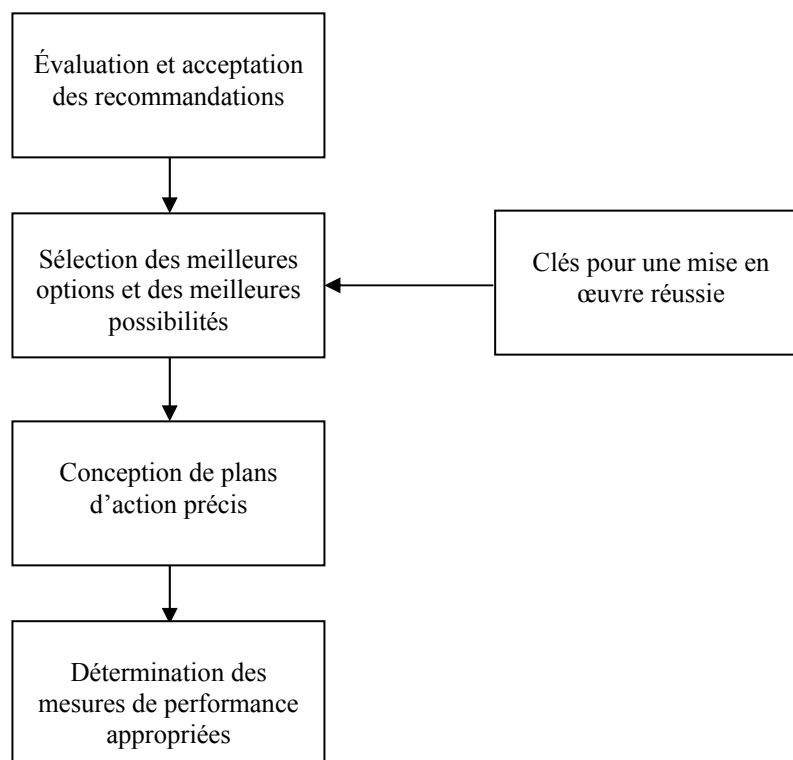 Évaluation et acceptation
des recommandations
Sélection des meilleures
options et des meilleures
possibilités
Clés pour une mise en
œuvre réussie
Conception de plans
d’action précis
Détermination des
mesures de performance
appropriées